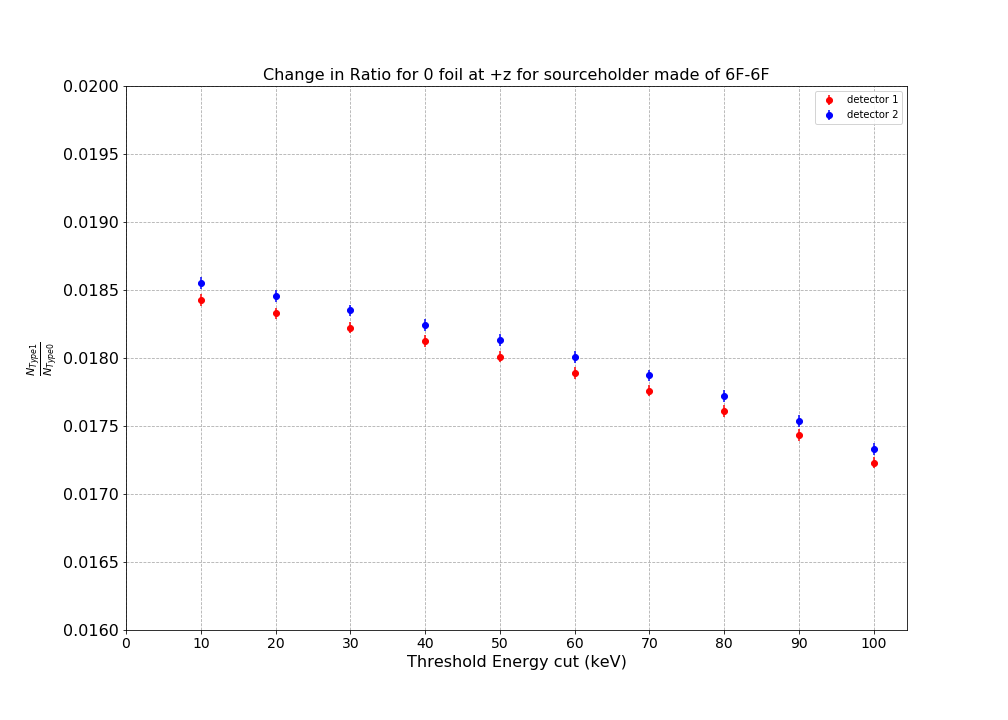 Change in Ratio for 0 foil at +z for sourceholder made of 6F-6F
detector 1
detector 2
0.0200
0.0195
0.0190
0.0185
0.0180
0.0175
0.0170
0.0165
0.0160
N_Type1
N_Type0
0 10 20 30 40 50 60 70 80 90 100
Threshold Energy cut (keV)